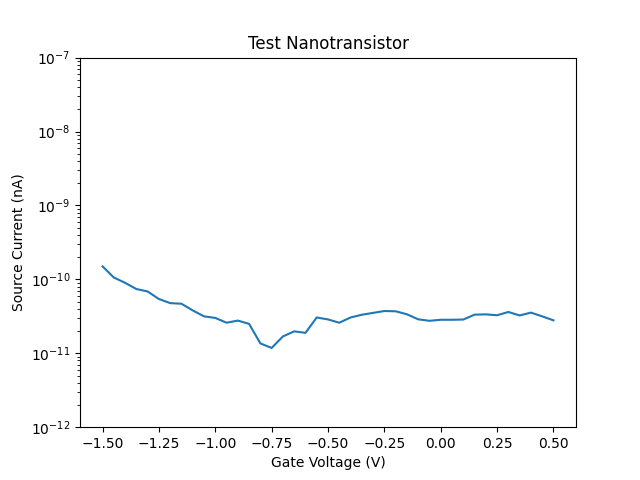 Test Nanotransistor
10⁻⁷
10⁻⁸
10⁻⁹
10⁻¹⁰
10⁻¹¹
10⁻¹²
Source Current (nA)
−1.50 −1.25 −1.00 −0.75 −0.50 −0.25 0.00 0.25 0.50
Gate Voltage (V)